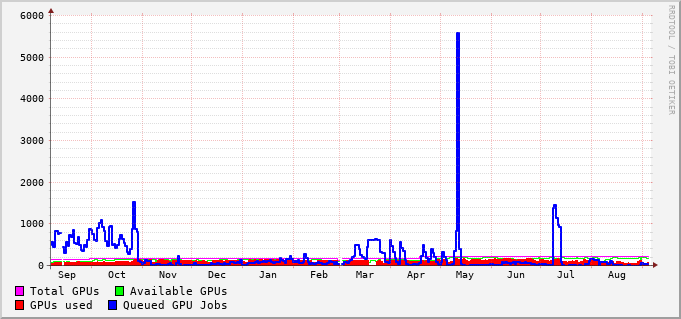 6000
5000
4000
3000
2000
1000
0
Sep Oct Nov Dec Jan Feb Mar Apr May Jun Jul Aug
Total GPUs Available GPUs
GPUs used Queued GPU Jobs
RRDTOOL / TOBI OETIKER